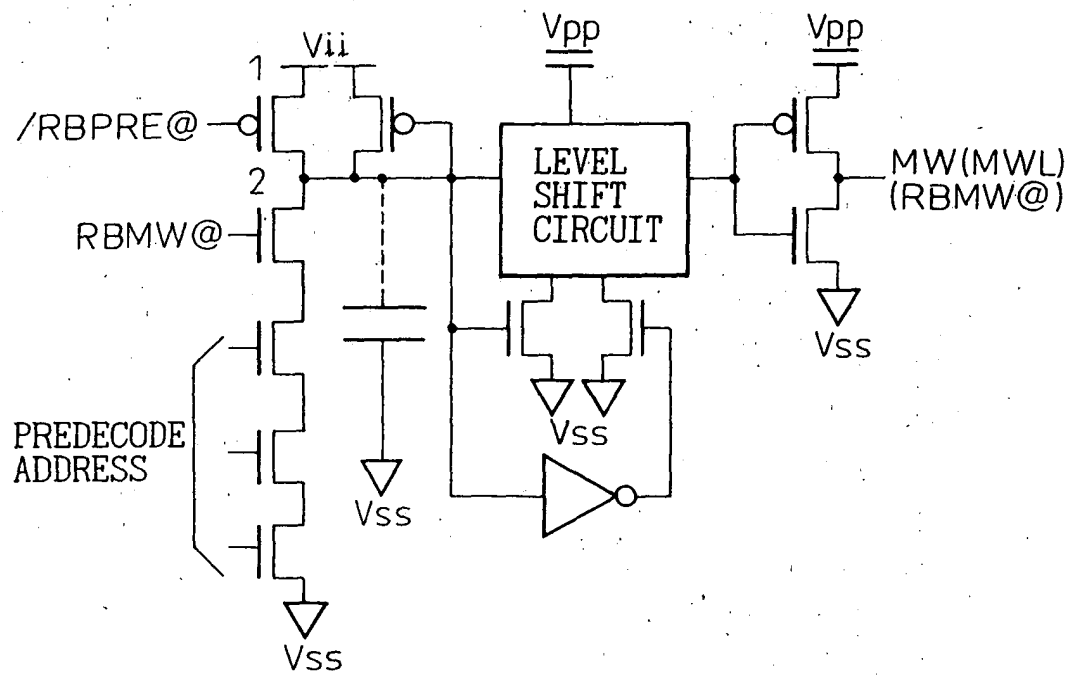 Vii
1
/RBPRE@
2
RBMW@
PREDECODE
ADDRESS
Vss
Vss
Vpp
LEVEL
SHIFT
CIRCUIT
Vss
Vpp
MW(MWL)
(RBMW@)
Vss